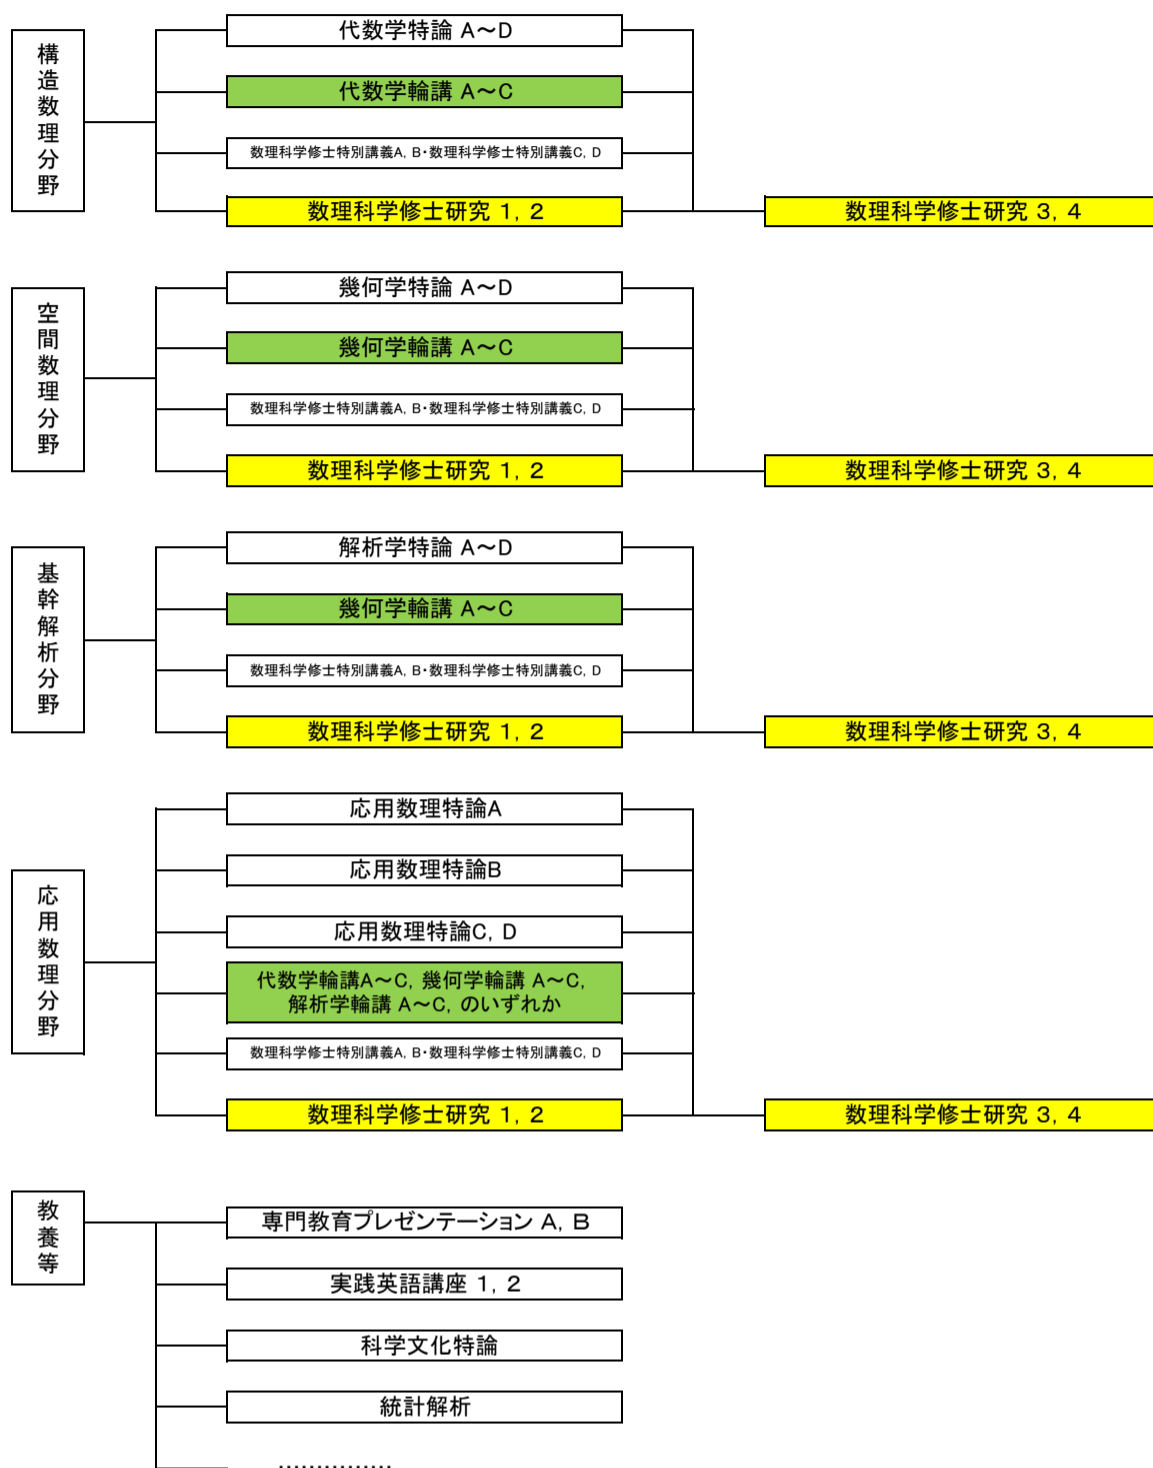 構造数理分野
代数学特論 A～D
代数学輪講 A～C
数理科学修士特別講義A, B・数理科学修士特別講義C, D
数理科学修士研究 1, 2
数理科学修士研究 3, 4
空間数理分野
幾何学特論 A～D
幾何学輪講 A～C
数理科学修士特別講義A, B・数理科学修士特別講義C, D
数理科学修士研究 1, 2
数理科学修士研究 3, 4
基幹解析分野
解析学特論 A～D
幾何学輪講 A～C
数理科学修士特別講義A, B・数理科学修士特別講義C, D
数理科学修士研究 1, 2
数理科学修士研究 3, 4
応用数理分野
応用数理特論A
応用数理特論B
応用数理特論C, D
代数学輪講A～C, 幾何学輪講 A～C,
解析学輪講 A～C, のいずれか
数理科学修士特別講義A, B・数理科学修士特別講義C, D
数理科学修士研究 1, 2
数理科学修士研究 3, 4
教養等
専門教育プレゼンテーション A, B
実践英語講座 1, 2
科学文化特論
統計解析
……………